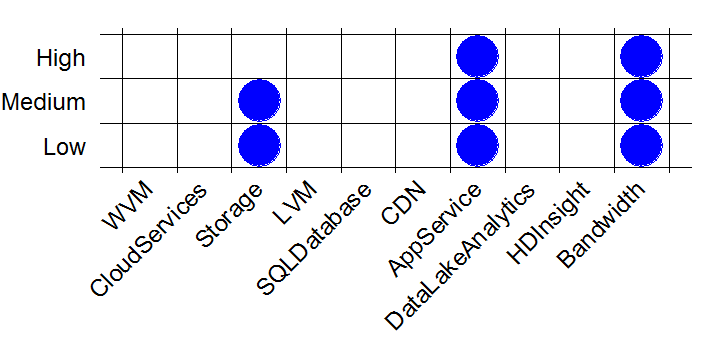 High
Medium
Low
WVM
CloudServices
Storage
LVM
SQLDatabase
CDN
AppService
DataLakeAnalytics
HDInsight
Bandwidth